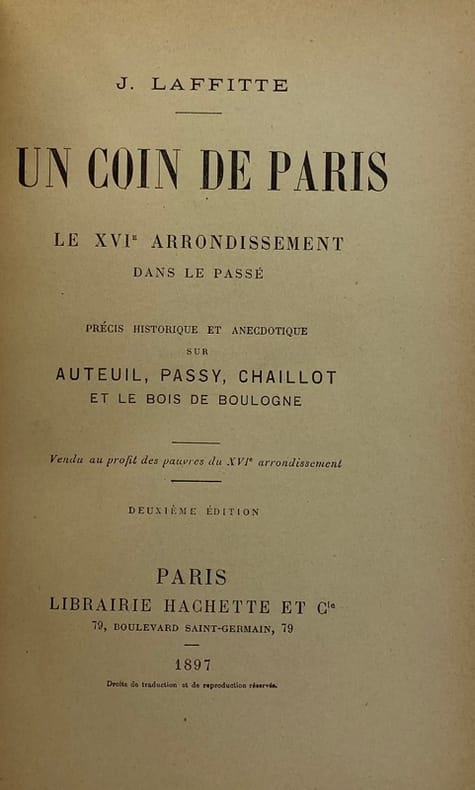 J. LAFFITTE
UN COIN DE PARIS
LE XVIᴱ ARRONDISSEMENT
DANS LE PASSÉ
PRÉCIS HISTORIQUE ET ANECDOTIQUE
SUR
AUTEUIL, PASSY, CHAILLOT
ET LE BOIS DE BOULOGNE
Vendu au profit des pauvres du XVIᵉ arrondissement
DEUXIÈME ÉDITION
PARIS
LIBRAIRIE HACHETTE ET Cⁱᵉ
79, BOULEVARD SAINT-GERMAIN, 79
1897
Droits de traduction et de reproduction réservés.